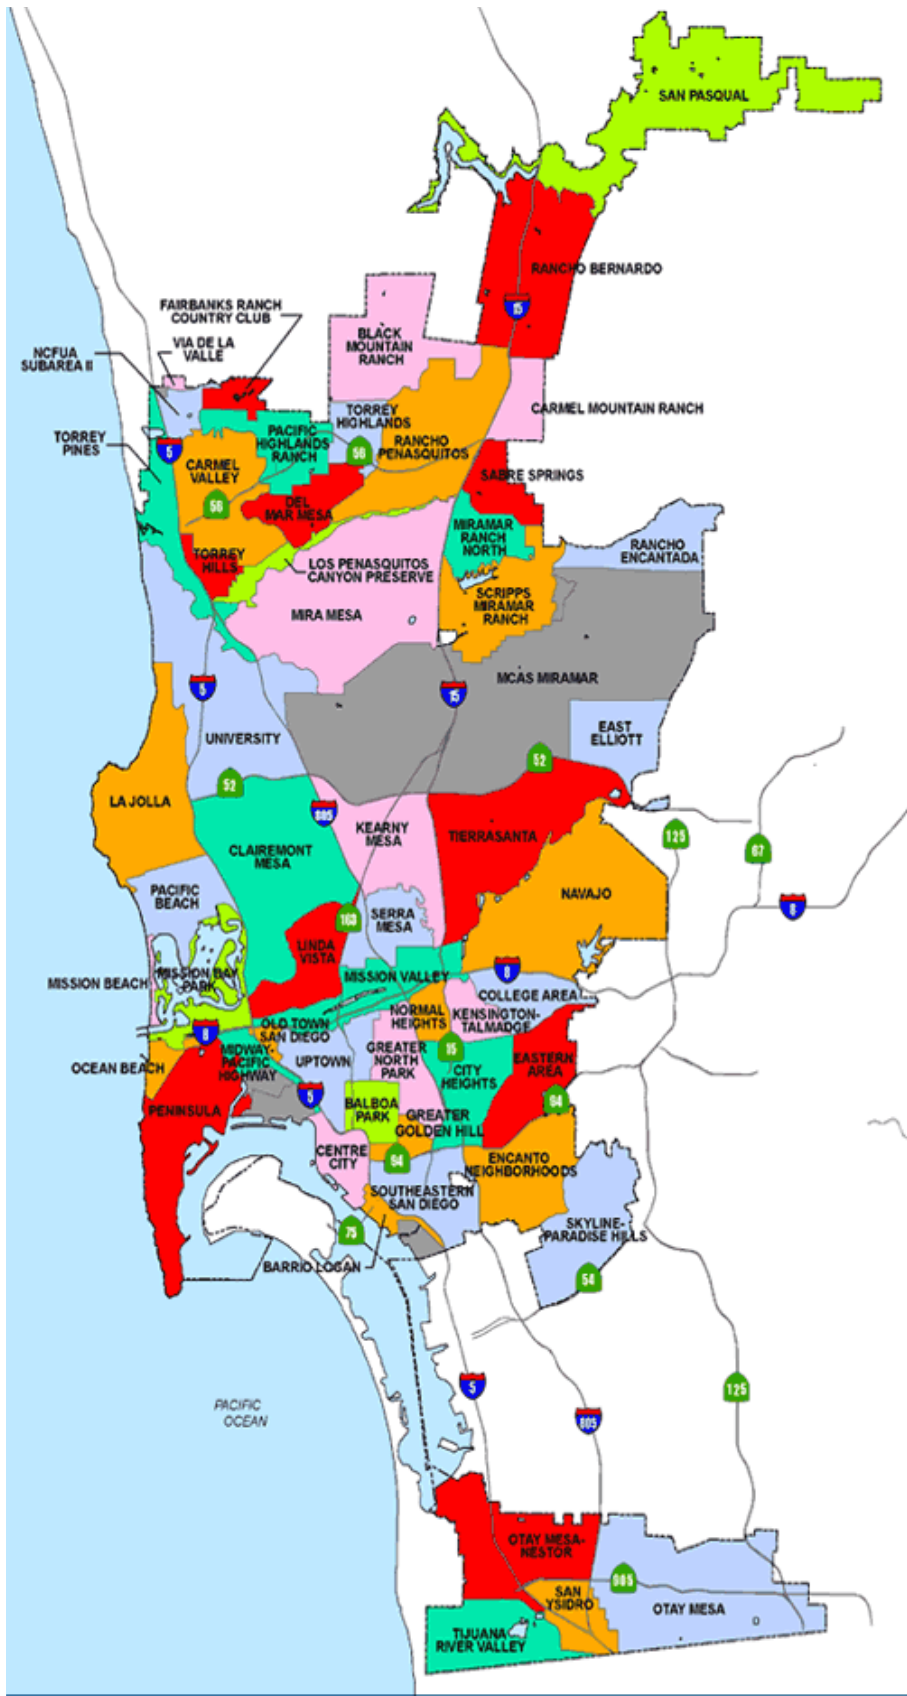 SAN PASQUAL
RANCHO BERNARDO
15
FAIRBANKS RANCH
COUNTRY CLUB
BLACK
MOUNTAIN
RANCH
VIA DE LA
VALLE
NCFUA
SUBAREA II
CARMEL MOUNTAIN RANCH
TORREY
HIGHLANDS
TORREY
PINES
5
PACIFIC
HIGHLANDS
RANCH
56
RANCHO
PENASQUITOS
CARMEL
VALLEY
SABRE SPRINGS
56
DEL
MAR MESA
MIRAMAR
RANCH
NORTH
RANCHO
ENCANTADA
TORREY
HILLS
LOS PENASQUITOS
CANYON PRESERVE
SCRIPPS
MIRAMAR
RANCH
MIRA MESA
MCAS MIRAMAR
5
15
EAST
ELLIOTT
UNIVERSITY
52
52
LA JOLLA
805
KEARNY
MESA
TIERRASANTA
125
67
CLAIREMONT
MESA
PACIFIC
BEACH
NAVAJO
8
163
SERRA
MESA
LINDA
VISTA
MISSION BEACH
MISSION BAY
PARK
MISSION VALLEY
8
COLLEGE AREA
NORMAL
HEIGHTS
KENSINGTON-
TALMADGE
OLD TOWN
SAN DIEGO
8
OCEAN BEACH
MIDWAY-
PACIFIC
HIGHWAY
UPTOWN
GREATER
NORTH
PARK
15
CITY
HEIGHTS
EASTERN
AREA
5
94
PENINSULA
BALBOA
PARK
GREATER
GOLDEN HILL
CENTRE
CITY
94
ENCANTO
NEIGHBORHOODS
SOUTHEASTERN
SAN DIEGO
75
SKYLINE-
PARADISE HILLS
BARRIO LOGAN
54
5
125
805
PACIFIC
OCEAN
OTAY MESA-
NESTOR
905
SAN
YSIDRO
OTAY MESA
TIJUANA
RIVER VALLEY